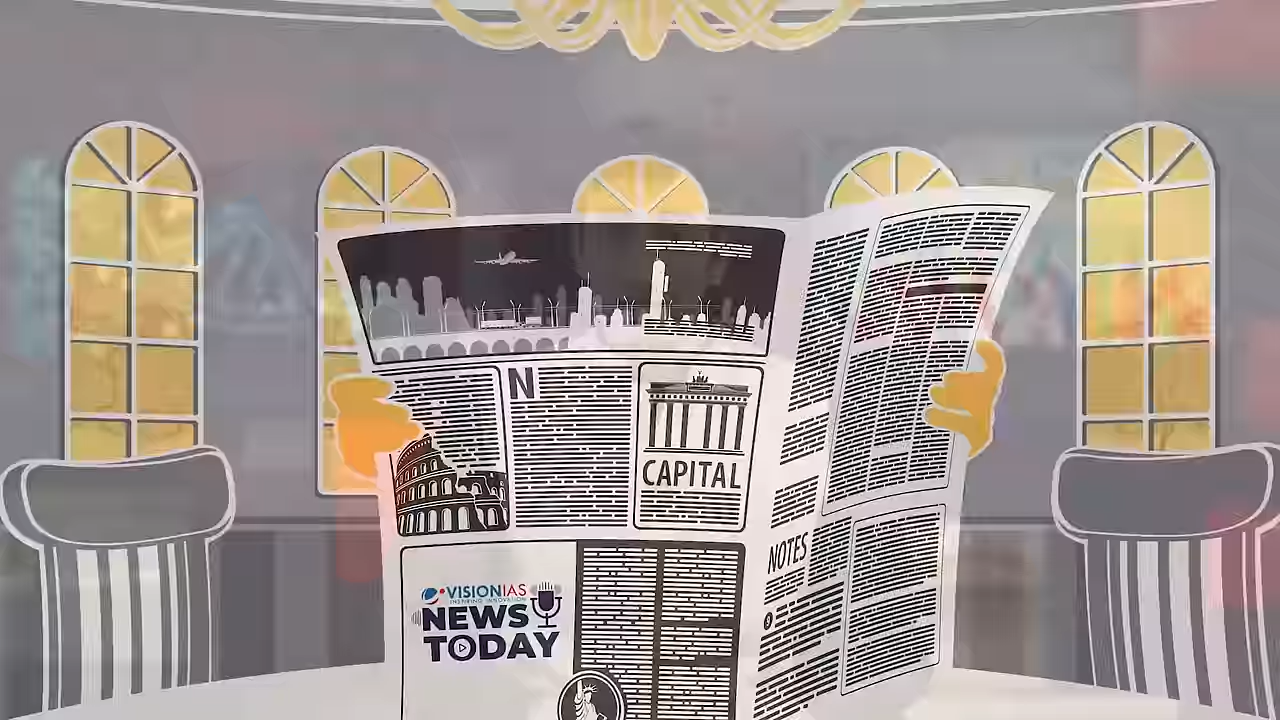 N
CAPITAL
NOTES
VISIONIAS
INSPIRING INNOVATION
NEWS
TODAY